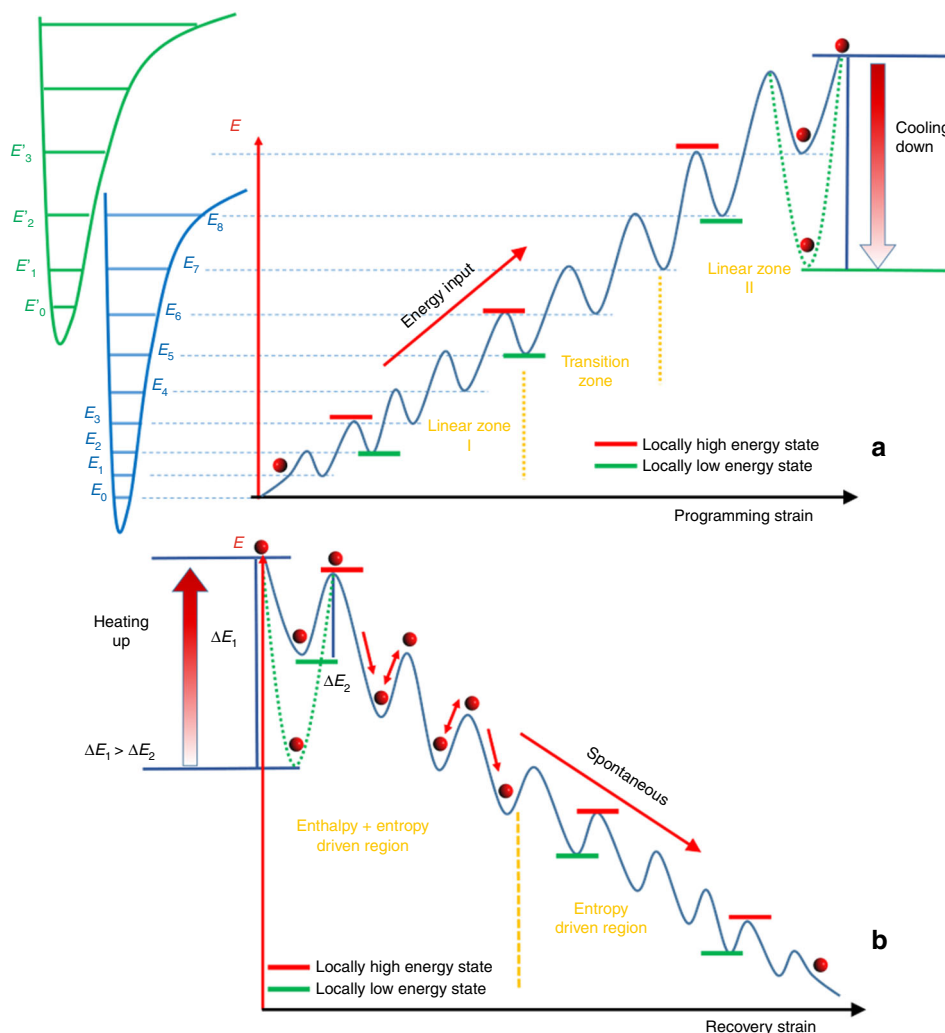 E
E'3
E'2
E'1
E'0
E8
E7
E6
E5
E4
E3
E2
E1
E0
Energy input
Cooling
down
Linear zone
II
Transition
zone
Linear zone
I
Locally high energy state
Locally low energy state
a
Programming strain
E
Heating
up
ΔE1
ΔE2
ΔE1 > ΔE2
Spontaneous
Enthalpy + entropy
driven region
Entropy
driven region
b
Locally high energy state
Locally low energy state
Recovery strain